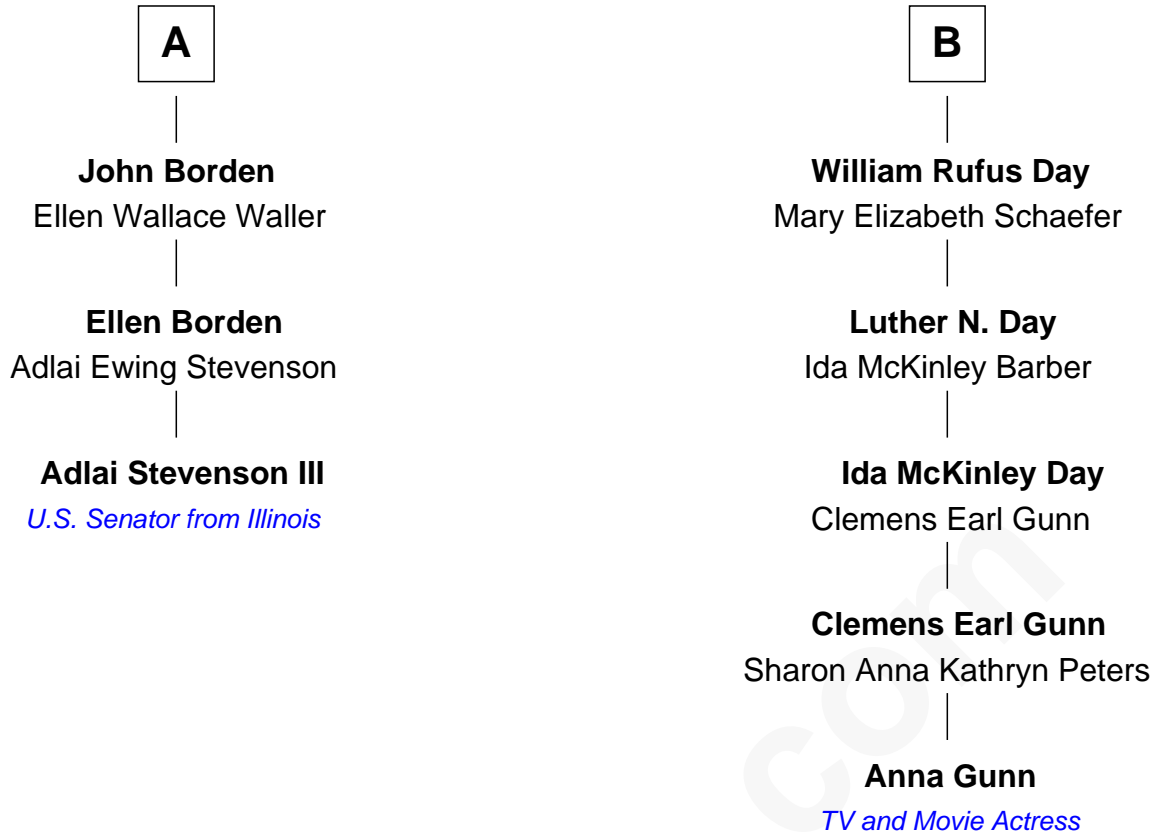 A
John Borden
Ellen Wallace Waller
Ellen Borden
Adlai Ewing Stevenson
Adlai Stevenson III
U.S. Senator from Illinois
B
William Rufus Day
Mary Elizabeth Schaefer
Luther N. Day
Ida McKinley Barber
Ida McKinley Day
Clemens Earl Gunn
Clemens Earl Gunn
Sharon Anna Kathryn Peters
Anna Gunn
TV and Movie Actress
com